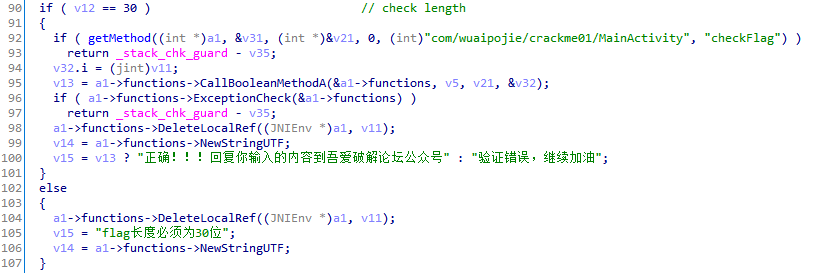 90 if ( v12 == 30 ) // check length
91 {
92 if ( getMethod((int *)a1, &v31, (int *)&v21, 0, (int)"com/wuaipojie/crackme01/MainActivity", "checkFlag") )
93 return _stack_chk_guard - v35;
94 v32.i = (jint)v11;
95 v13 = a1->functions->CallBooleanMethodA(&a1->functions, v5, v21, &v32);
96 if ( a1->functions->ExceptionCheck(&a1->functions) )
97 return _stack_chk_guard - v35;
98 a1->functions->DeleteLocalRef((JNIEnv *)a1, v11);
99 v14 = a1->functions->NewStringUTF;
100 v15 = v13 ? "正确！！！回复你输入的内容到吾爱破解论坛公众号" : "验证错误，继续加油";
101 }
102 else
103 {
104 a1->functions->DeleteLocalRef((JNIEnv *)a1, v11);
105 v15 = "flag长度必须为30位";
106 v14 = a1->functions->NewStringUTF;
107 }